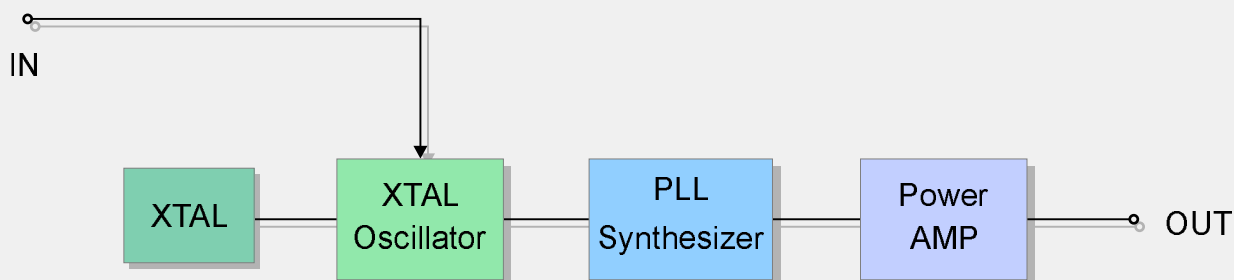 IN
XTAL
XTAL
Oscillator
PLL
Synthesizer
Power
AMP
OUT